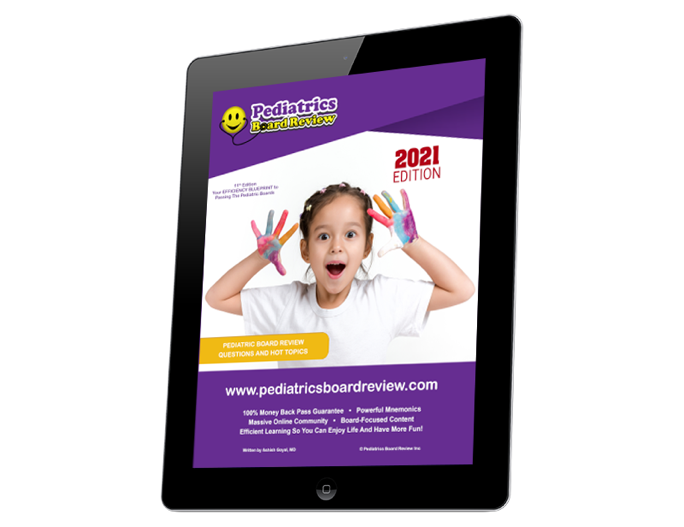 Pediatrics
Board Review
2021
EDITION
11th Edition
Your EFFICIENCY BLUEPRINT to
Passing The Pediatric Boards
PEDIATRIC BOARD REVIEW
QUESTIONS AND HOT TOPICS
www.pediatricsboardreview.com
100% Money Back Pass Guarantee • Powerful Mnemonics
Massive Online Community • Board-Focused Content
Efficient Learning So You Can Enjoy Life And Have More Fun!
Written by Ashish Goyal, MD
© Pediatrics Board Review Inc